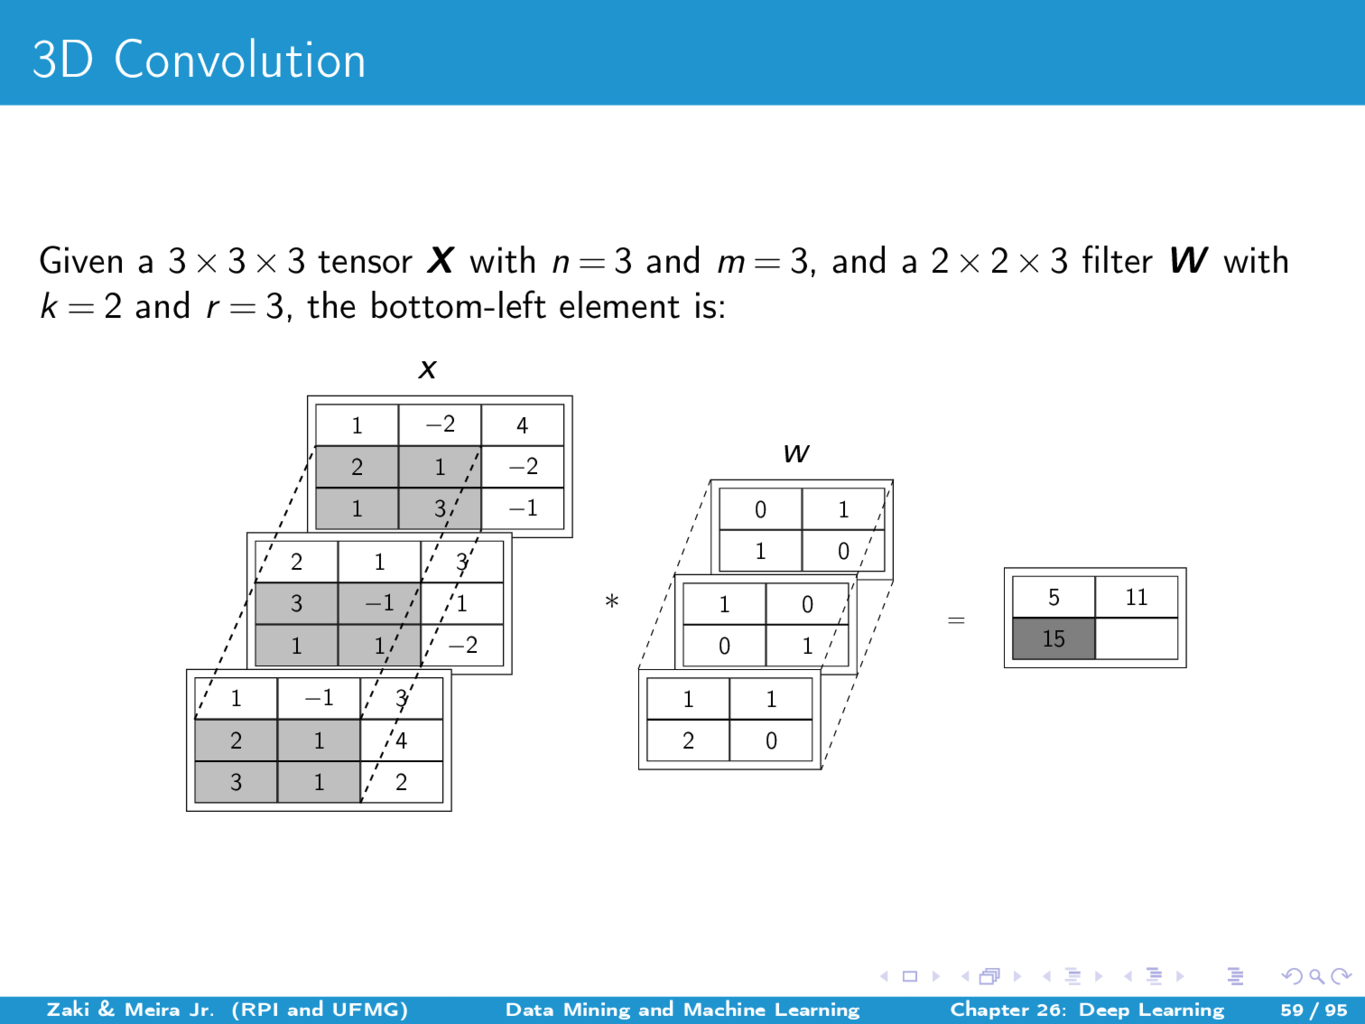 3D Convolution
Given a 3 × 3 × 3 tensor X with n = 3 and m = 3, and a 2 × 2 × 3 filter W with
k = 2 and r = 3, the bottom-left element is:
X
1 −2 4
2 1 −2
1 3 −1
2 1 3
3 −1 1
1 1 −2
1 −1 3
2 1 4
3 1 2
*
W
0 1
1 0
1 0
0 1
1 1
2 0
=
5 11
15
Zaki & Meira Jr. (RPI and UFMG) Data Mining and Machine Learning Chapter 26: Deep Learning 59 / 95